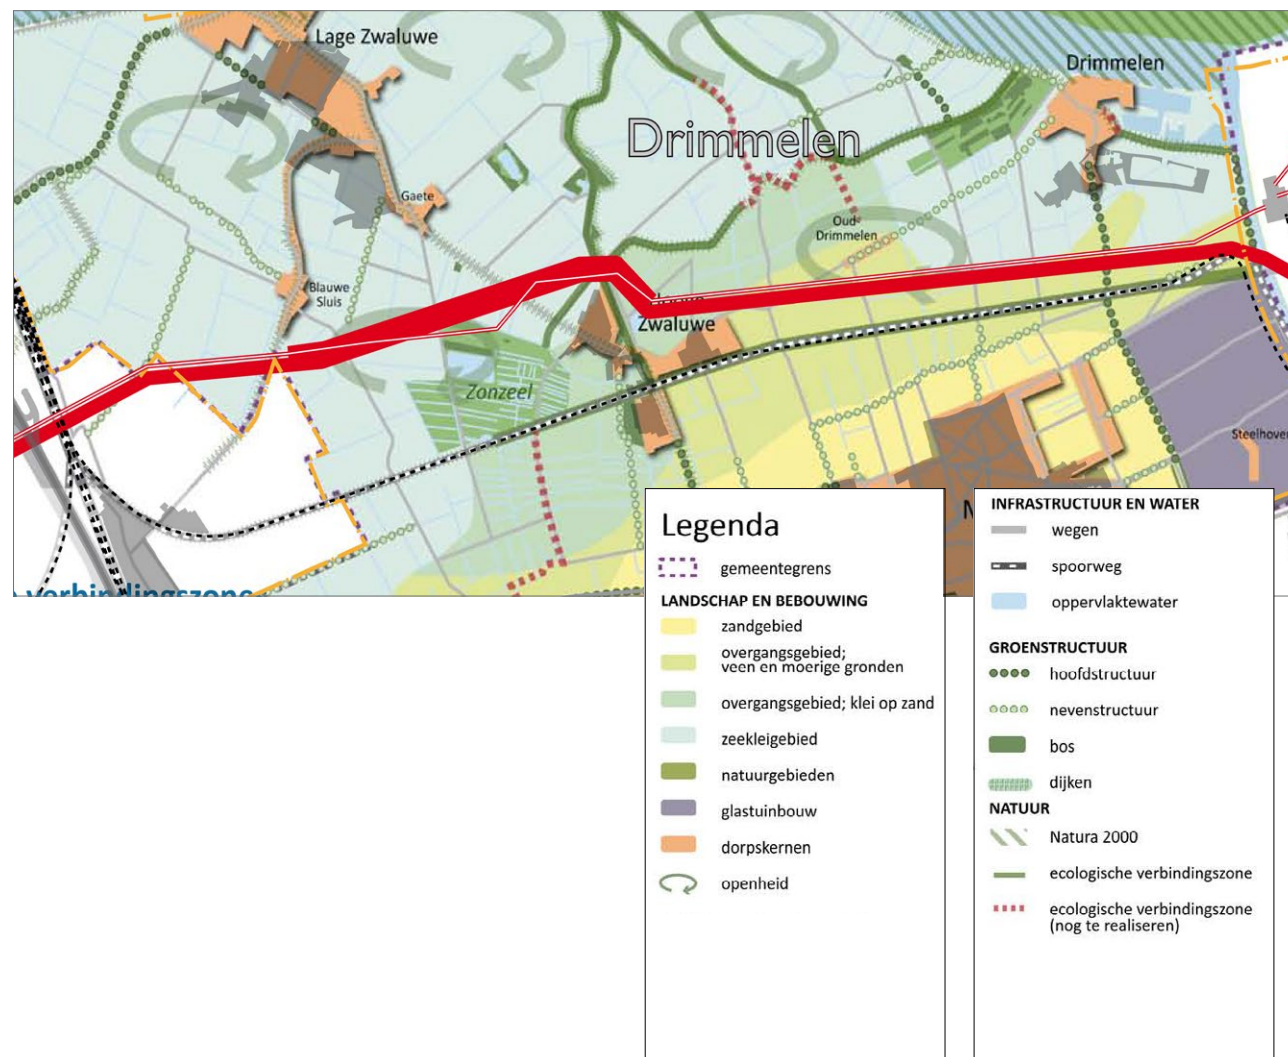 Lage Zwaluwe
Drimmelen
Drimmelen
Gaete
Oud-
Drimmelen
Blauwe
Sluis
Zwaluwe
Zonzeel
Steelhoven
verbindingszone
Legenda
gemeentegrens
LANDSCHAP EN BEBOUWING
zandgebied
overgangsgebied;
veen en moerige gronden
overgangsgebied; klei op zand
zeekleigebied
natuurgebieden
glastuinbouw
dorpskernen
openheid
INFRASTRUCTUUR EN WATER
wegen
spoorweg
oppervlaktewater
GROENSTRUCTUUR
hoofdstructuur
nevenstructuur
bos
dijken
NATUUR
Natura 2000
ecologische verbindingszone
ecologische verbindingszone
(nog te realiseren)